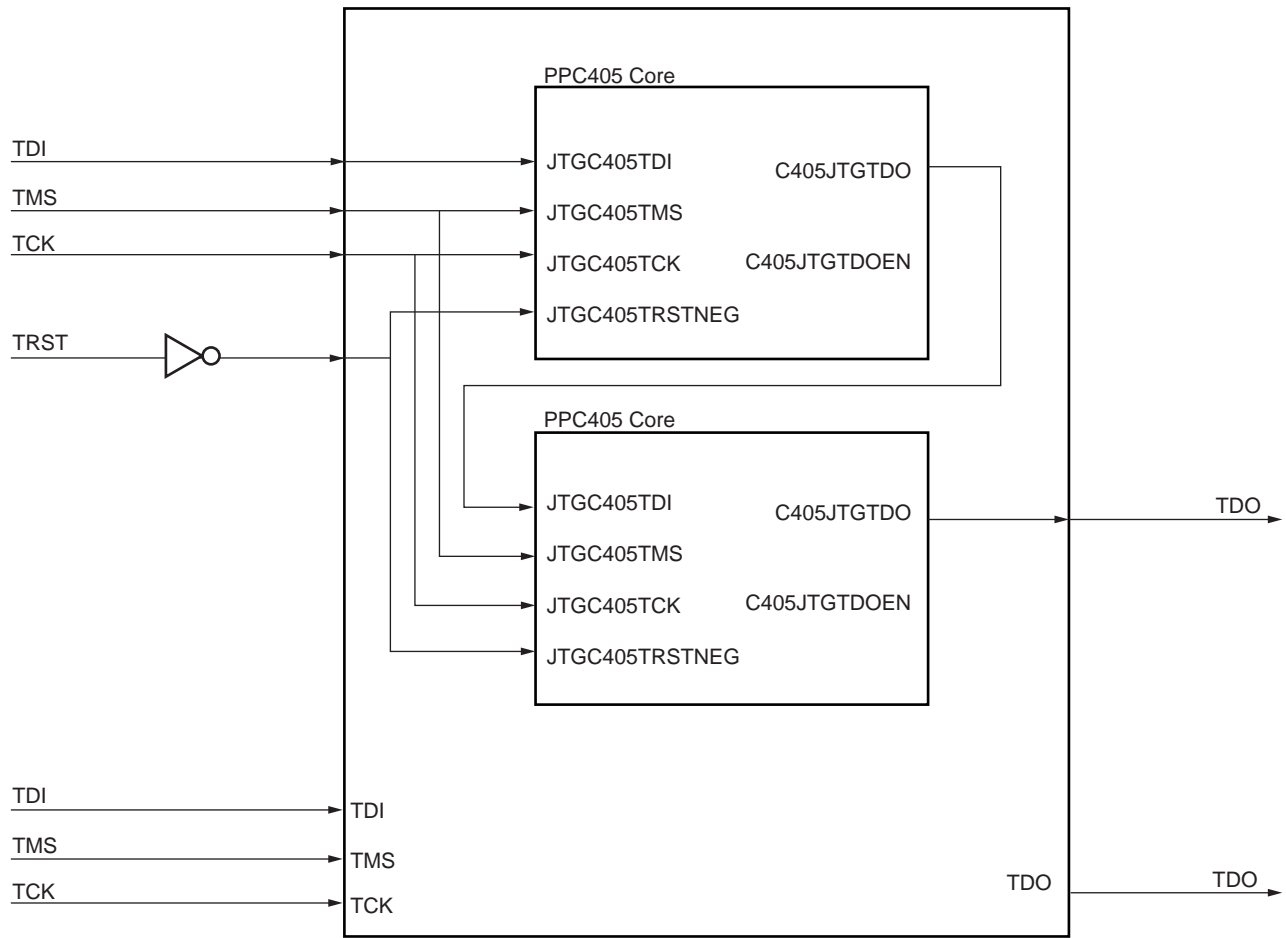 PPC405 Core
TDI
JTGC405TDI
C405JTGTDO
TMS
JTGC405TMS
TCK
JTGC405TCK
C405JTGTDOEN
JTGC405TRSTNEG
TRST
PPC405 Core
JTGC405TDI
C405JTGTDO
TDO
JTGC405TMS
JTGC405TCK
C405JTGTDOEN
JTGC405TRSTNEG
TDI
TDI
TMS
TMS
TCK
TCK
TDO
TDO